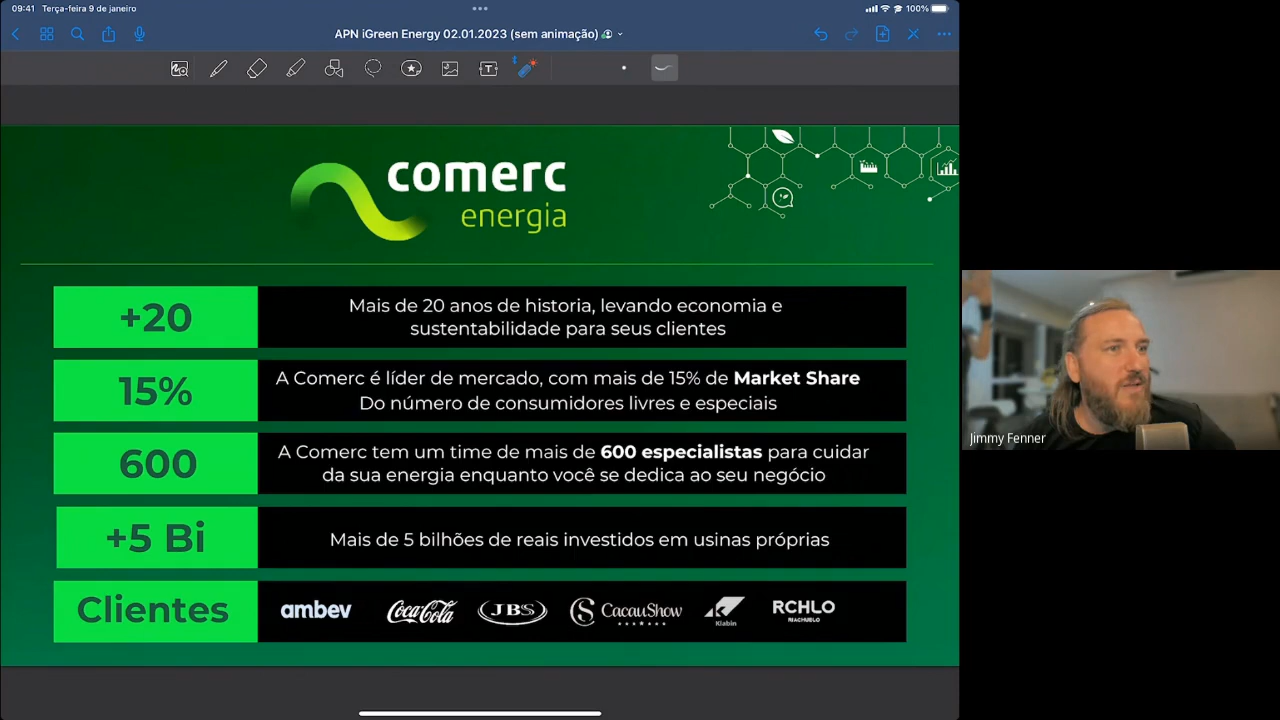 09:41 Terça-feira 9 de janeiro
100%
APN iGreen Energy 02.01.2023 (sem animação)
T
comerc
energia
+20
Mais de 20 anos de historia, levando economia e
sustentabilidade para seus clientes
15%
A Comerc é líder de mercado, com mais de 15% de Market Share
Do número de consumidores livres e especiais
600
A Comerc tem um time de mais de 600 especialistas para cuidar
da sua energia enquanto você se dedica ao seu negócio
+5 Bi
Mais de 5 bilhões de reais investidos em usinas próprias
Clientes
ambev
Coca-Cola
JBS
CacauShow
Klabin
RCHLO
RIACHUELO
Jimmy Fenner